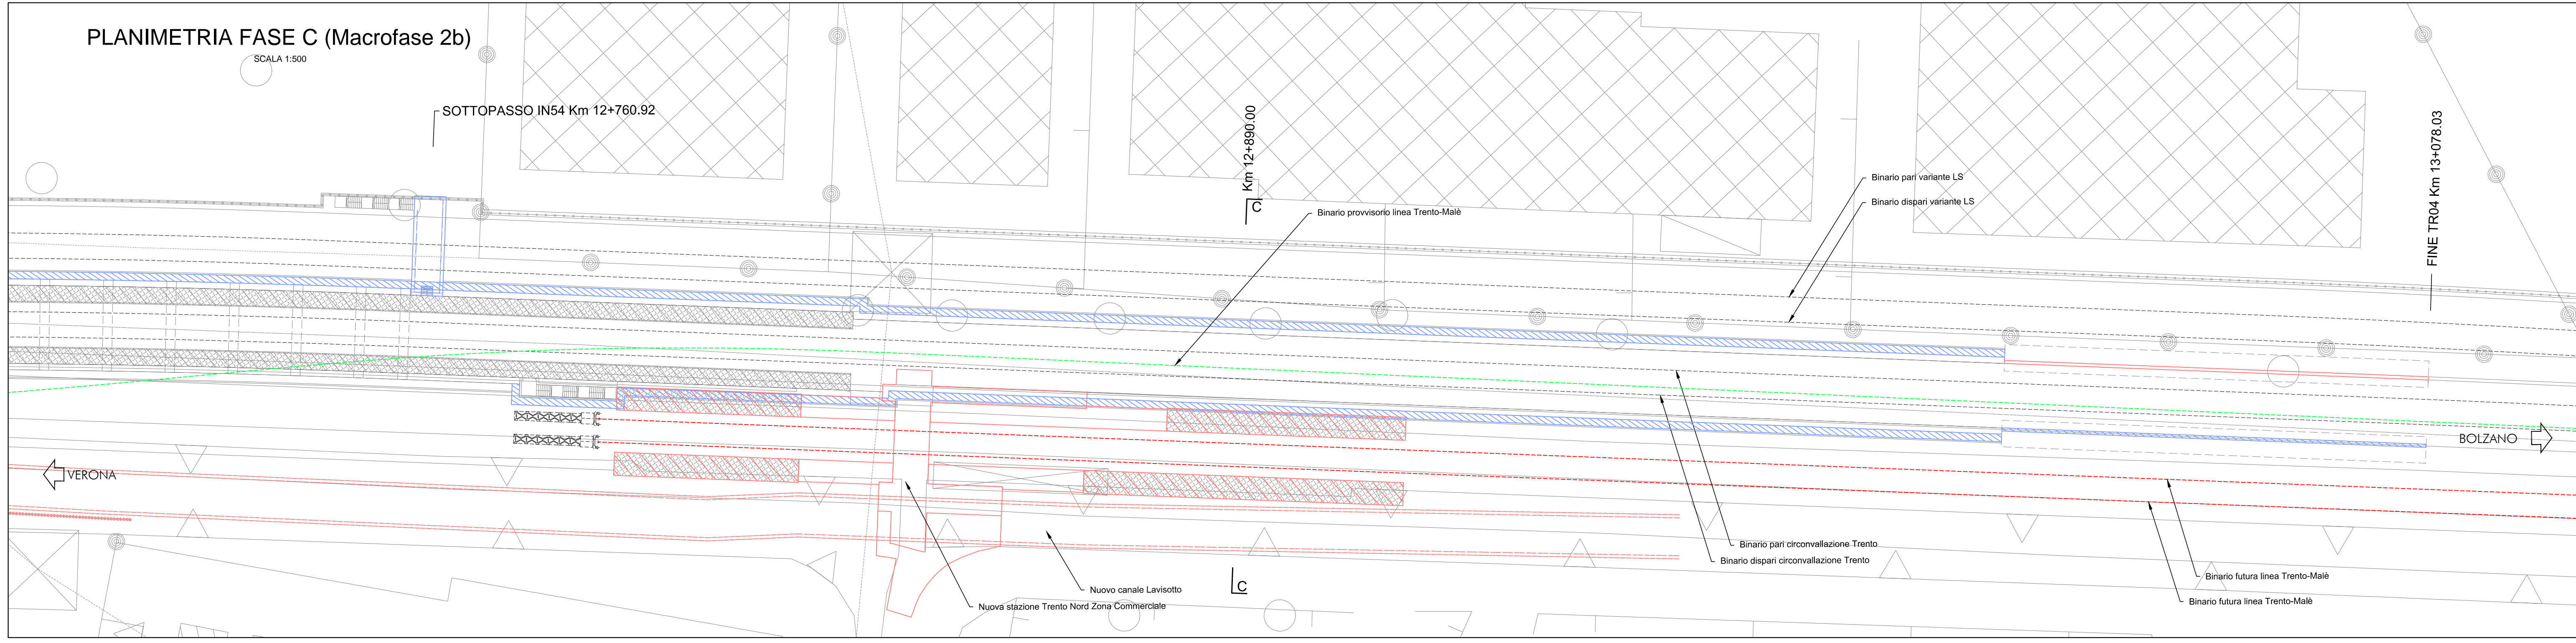 PLANIMETRIA FASE C (Macrofase 2b)
SCALA 1:500
SOTTOPASSO IN54 Km 12+760.92
Km 12+890.00
C
FINE TR04 Km 13+078.03
Binario pari variante LS
Binario dispari variante LS
Binario provvisorio linea Trento-Malè
BOLZANO
VERONA
Binario pari circonvallazione Trento
Binario dispari circonvallazione Trento
Binario futura linea Trento-Malè
Binario futura linea Trento-Malè
Nuovo canale Lavisotto
C
Nuova stazione Trento Nord Zona Commerciale